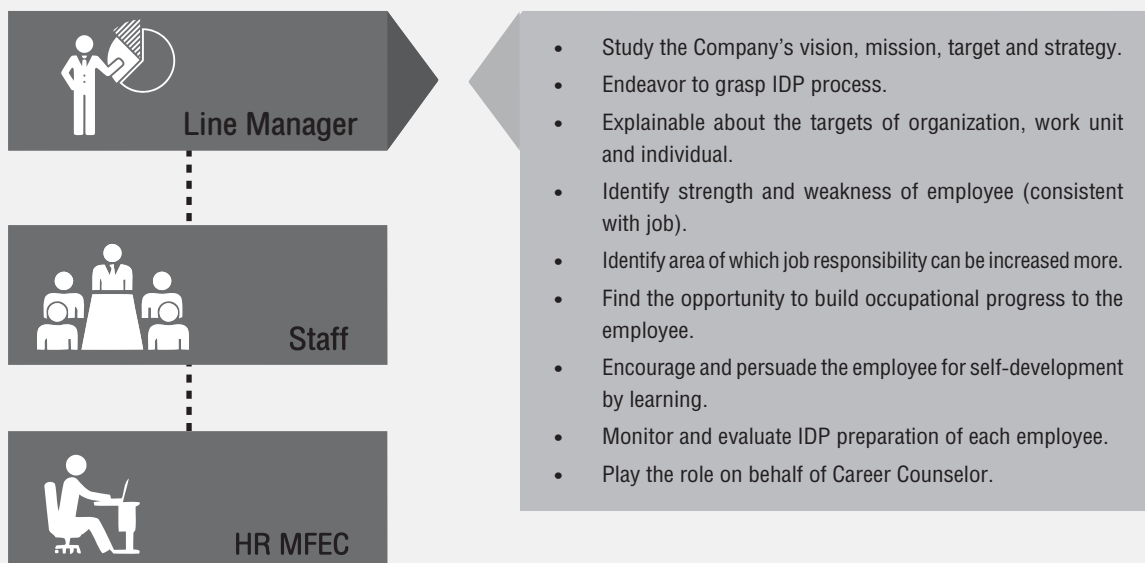 Line Manager
Staff
HR MFEC
• Study the Company's vision, mission, target and strategy.
• Endeavor to grasp IDP process.
• Explainable about the targets of organization, work unit
and individual.
• Identify strength and weakness of employee (consistent
with job).
• Identify area of which job responsibility can be increased more.
• Find the opportunity to build occupational progress to the
employee.
• Encourage and persuade the employee for self-development
by learning.
• Monitor and evaluate IDP preparation of each employee.
• Play the role on behalf of Career Counselor.